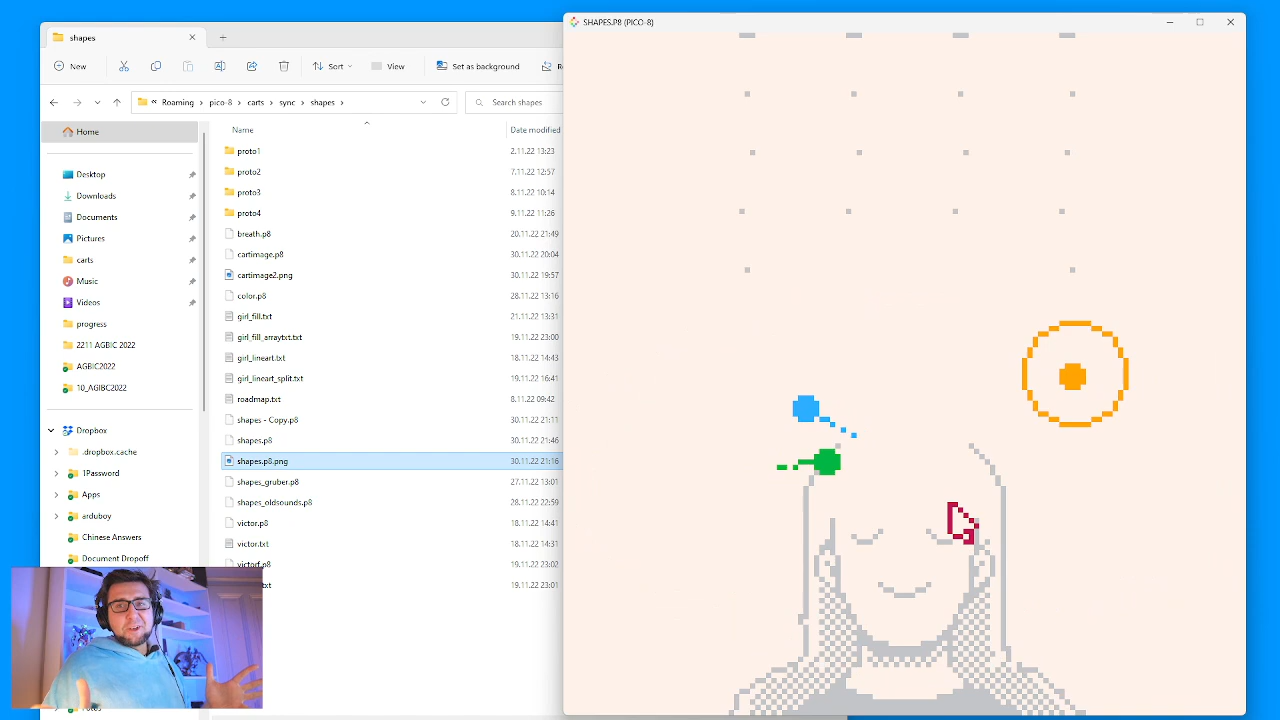 shapes
SHAPES.P8 (PICO-8)
New
Sort
View
Set as background
« Roaming > pico-8 > carts > sync > shapes >
Search shapes
Home
Name
Date modified
proto1
2.11.22 13:23
Desktop
proto2
7.11.22 12:57
Downloads
proto3
8.11.22 10:14
Documents
proto4
9.11.22 11:26
Pictures
breath.p8
20.11.22 21:49
carts
cartimage.p8
30.11.22 20:04
Music
cartimage2.png
30.11.22 19:57
Videos
color.p8
28.11.22 13:16
progress
girl_fill.txt
21.11.22 13:31
2211 AGBIC 2022
girl_fill_arraytxt.txt
19.11.22 23:00
AGBIC2022
girl_lineart.txt
18.11.22 14:43
10_AGIBC2022
girl_lineart_split.txt
19.11.22 16:41
roadmap.txt
8.11.22 09:42
shapes - Copy.p8
30.11.22 21:11
Dropbox
shapes.p8
30.11.22 21:46
.dropbox.cache
shapes.p8.png
30.11.22 21:16
1Password
shapes_gruber.p8
27.11.22 13:01
Apps
shapes_oldsounds.p8
28.11.22 22:59
arduboy
18.11.22 14:41
Chinese Answers
victor.txt
18.11.22 14:31
Document Dropoff
19.11.22 23:02
19.11.22 23:01